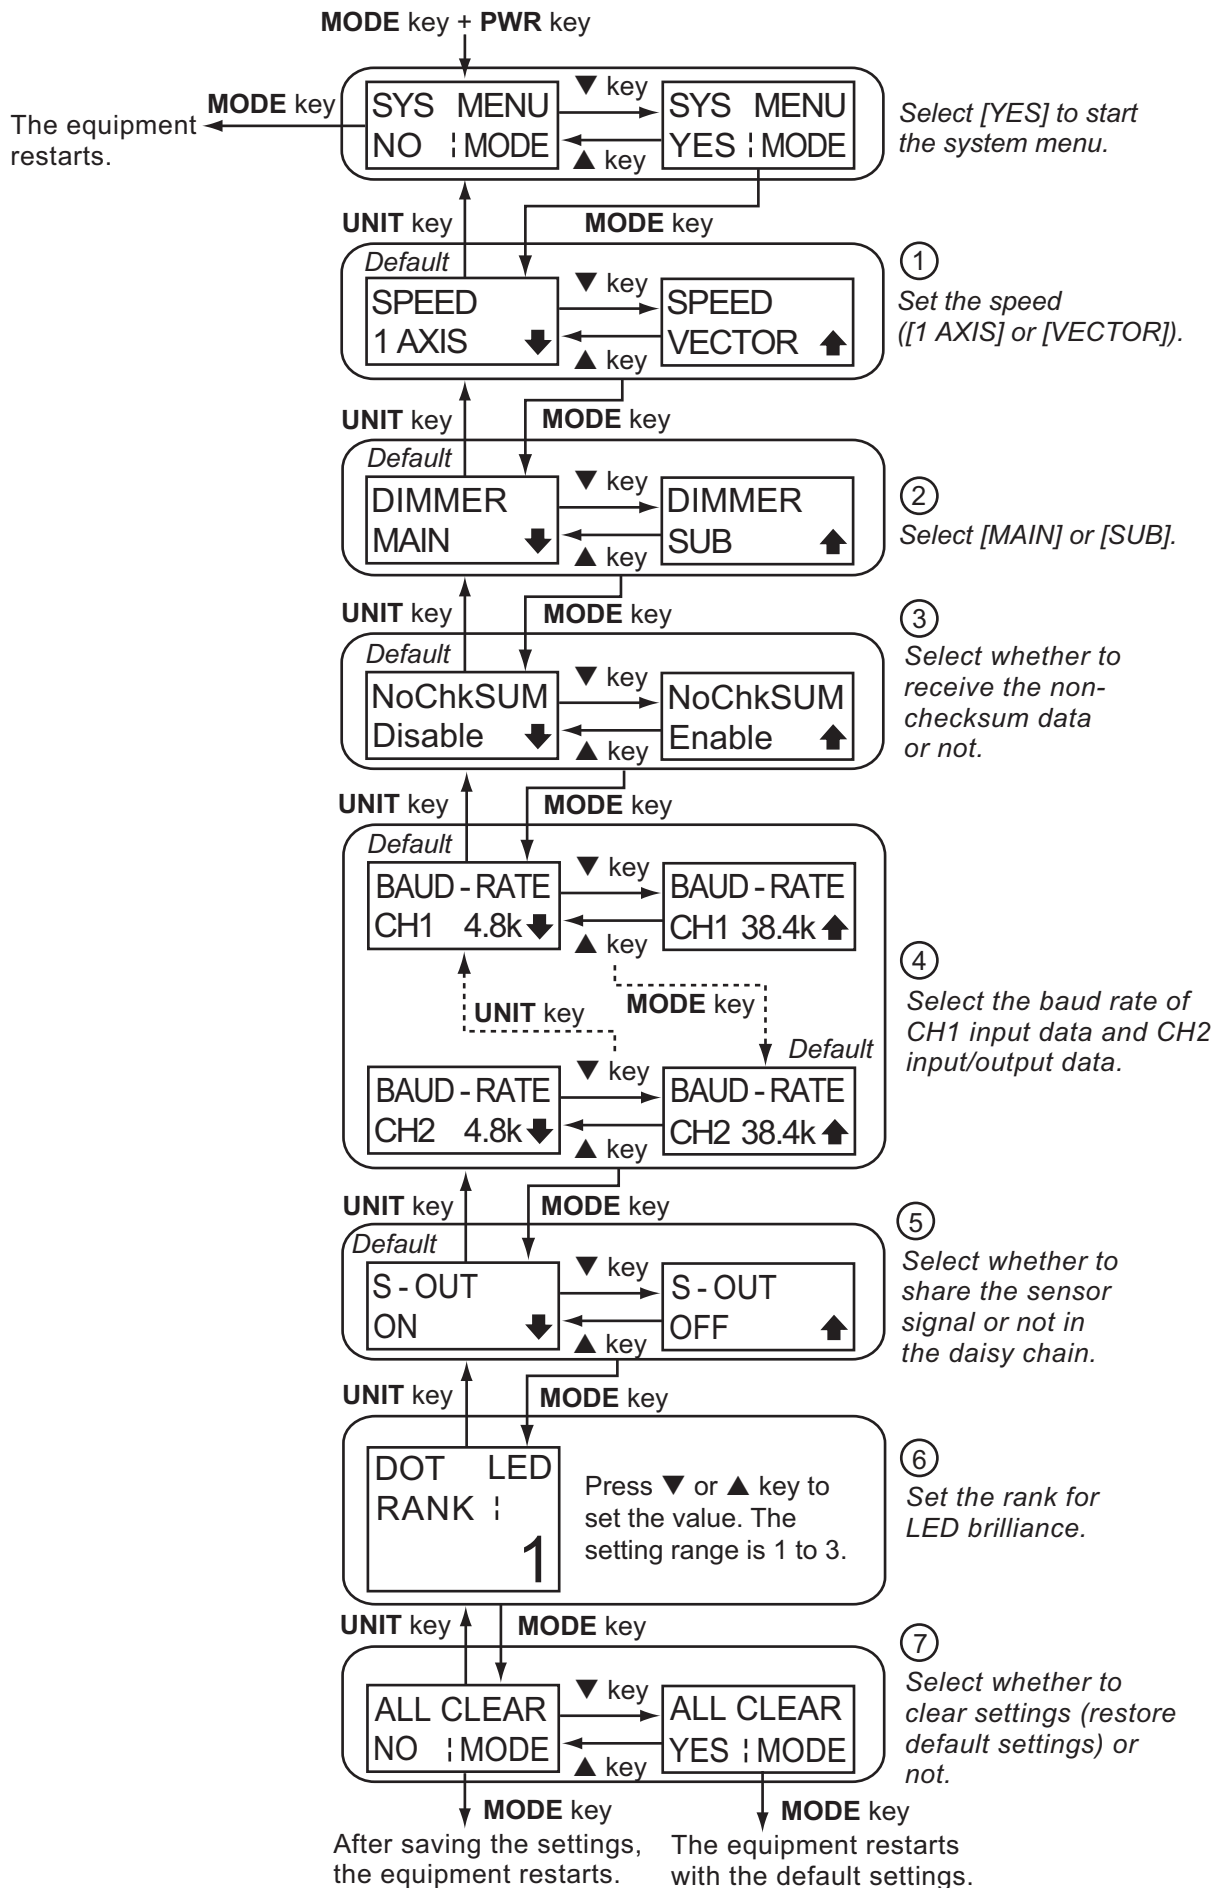 MODE key + PWR key
MODE key
The equipment
restarts.
SYS MENU
NO ¦MODE
▼ key
▲ key
SYS MENU
YES ¦MODE
Select [YES] to start
the system menu.
UNIT key
MODE key
Default
SPEED
1 AXIS
▼ key
▲ key
SPEED
VECTOR
1
Set the speed
([1 AXIS] or [VECTOR]).
UNIT key
MODE key
Default
DIMMER
MAIN
▼ key
▲ key
DIMMER
SUB
2
Select [MAIN] or [SUB].
UNIT key
MODE key
Default
NoChkSUM
Disable
▼ key
▲ key
NoChkSUM
Enable
3
Select whether to
receive the non-
checksum data
or not.
UNIT key
MODE key
Default
BAUD-RATE
CH1 4.8k
▼ key
▲ key
BAUD-RATE
CH1 38.4k
UNIT key
MODE key
Default
BAUD-RATE
CH2 4.8k
▼ key
▲ key
BAUD-RATE
CH2 38.4k
4
Select the baud rate of
CH1 input data and CH2
input/output data.
UNIT key
MODE key
Default
S-OUT
ON
▼ key
▲ key
S-OUT
OFF
5
Select whether to
share the sensor
signal or not in
the daisy chain.
UNIT key
MODE key
DOT LED
RANK ¦
1
Press ▼ or ▲ key to
set the value. The
setting range is 1 to 3.
6
Set the rank for
LED brilliance.
UNIT key
MODE key
ALL CLEAR
NO ¦MODE
▼ key
▲ key
ALL CLEAR
YES ¦MODE
7
Select whether to
clear settings (restore
default settings) or
not.
MODE key
After saving the settings,
the equipment restarts.
MODE key
The equipment restarts
with the default settings.